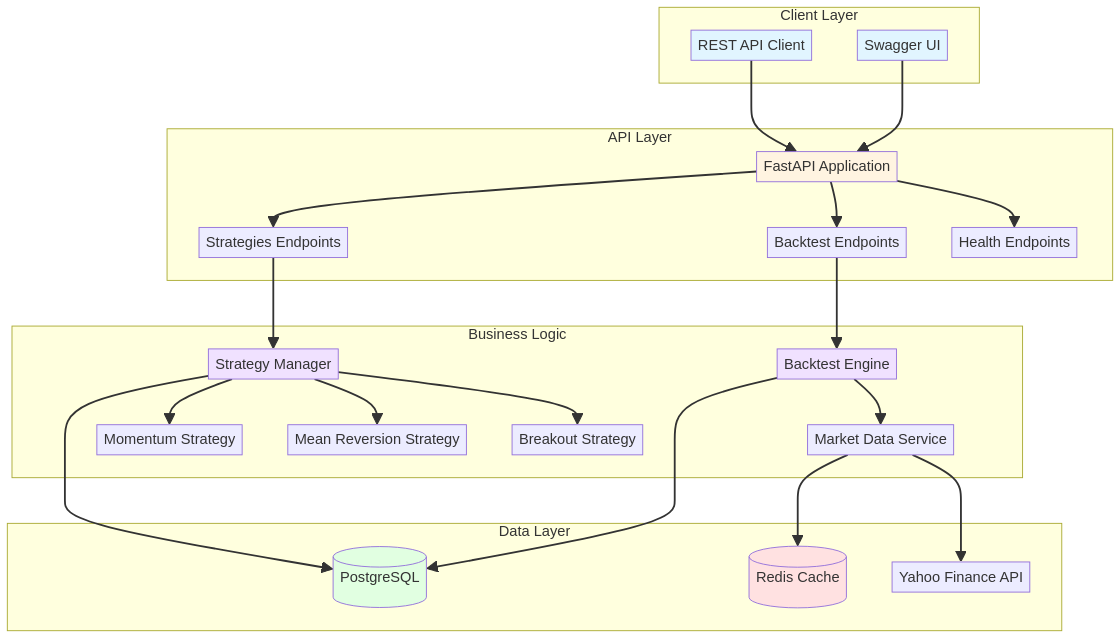 Client Layer
REST API Client
Swagger UI
API Layer
FastAPI Application
Strategies Endpoints
Backtest Endpoints
Health Endpoints
Business Logic
Strategy Manager
Backtest Engine
Momentum Strategy
Mean Reversion Strategy
Breakout Strategy
Market Data Service
Data Layer
PostgreSQL
Redis Cache
Yahoo Finance API